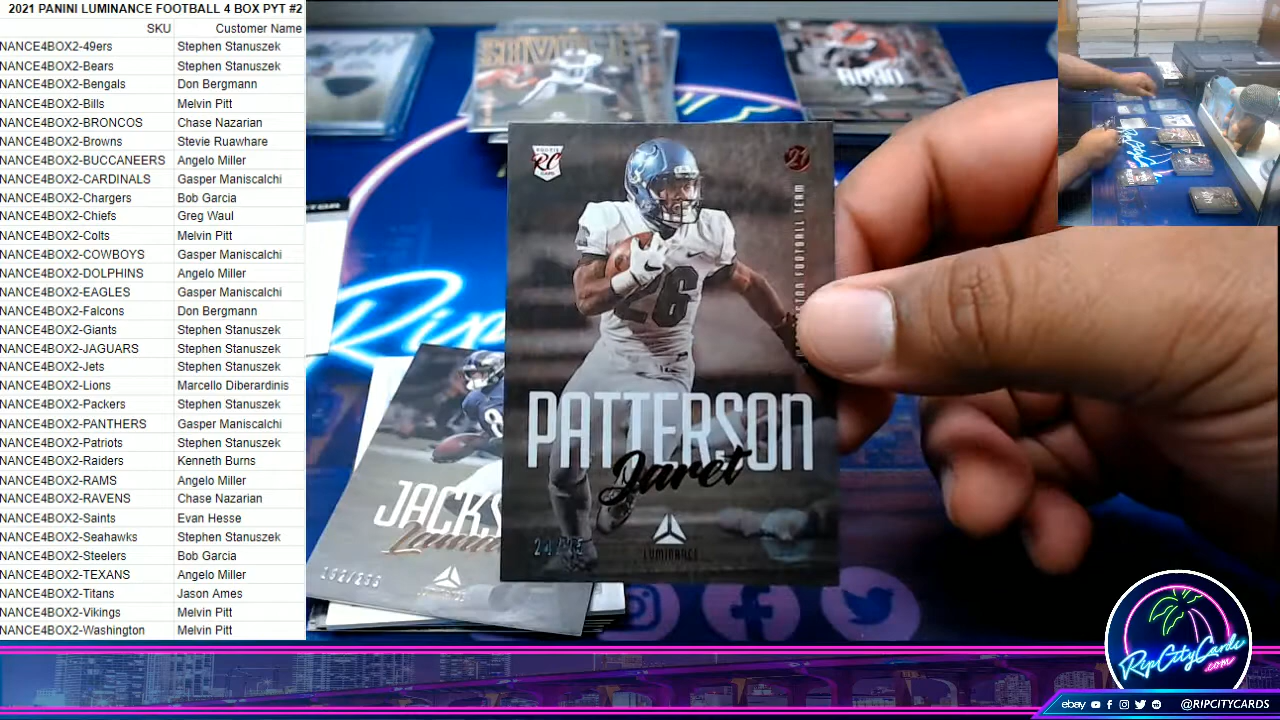 2021 PANINI LUMINANCE FOOTBALL 4 BOX PYT #2
SKU Customer Name
NANCE4BOX2-49ers Stephen Stanuszek
NANCE4BOX2-Bears Stephen Stanuszek
NANCE4BOX2-Bengals Don Bergmann
NANCE4BOX2-Bills Melvin Pitt
NANCE4BOX2-BRONCOS Chase Nazarian
NANCE4BOX2-Browns Stevie Ruawhare
NANCE4BOX2-BUCCANEERS Angelo Miller
NANCE4BOX2-CARDINALS Gasper Maniscalchi
NANCE4BOX2-Chargers Bob Garcia
NANCE4BOX2-Chiefs Greg Waul
NANCE4BOX2-Colts Melvin Pitt
NANCE4BOX2-COWBOYS Gasper Maniscalchi
NANCE4BOX2-DOLPHINS Angelo Miller
NANCE4BOX2-EAGLES Gasper Maniscalchi
NANCE4BOX2-Falcons Don Bergmann
NANCE4BOX2-Giants Stephen Stanuszek
NANCE4BOX2-JAGUARS Stephen Stanuszek
NANCE4BOX2-Jets Stephen Stanuszek
NANCE4BOX2-Lions Marcello Diberardinis
NANCE4BOX2-Packers Stephen Stanuszek
NANCE4BOX2-PANTHERS Gasper Maniscalchi
NANCE4BOX2-Patriots Stephen Stanuszek
NANCE4BOX2-Raiders Kenneth Burns
NANCE4BOX2-RAMS Angelo Miller
NANCE4BOX2-RAVENS Chase Nazarian
NANCE4BOX2-Saints Evan Hesse
NANCE4BOX2-Seahawks Stephen Stanuszek
NANCE4BOX2-Steelers Bob Garcia
NANCE4BOX2-TEXANS Angelo Miller
NANCE4BOX2-Titans Jason Ames
NANCE4BOX2-Vikings Melvin Pitt
NANCE4BOX2-Washington Melvin Pitt
RC
21
FOOTBALL TEAM
26
PATTERSON
Jaret
LUMINANCE
JACKS
RipCityCards
.com
ebay @RIPCITYCARDS